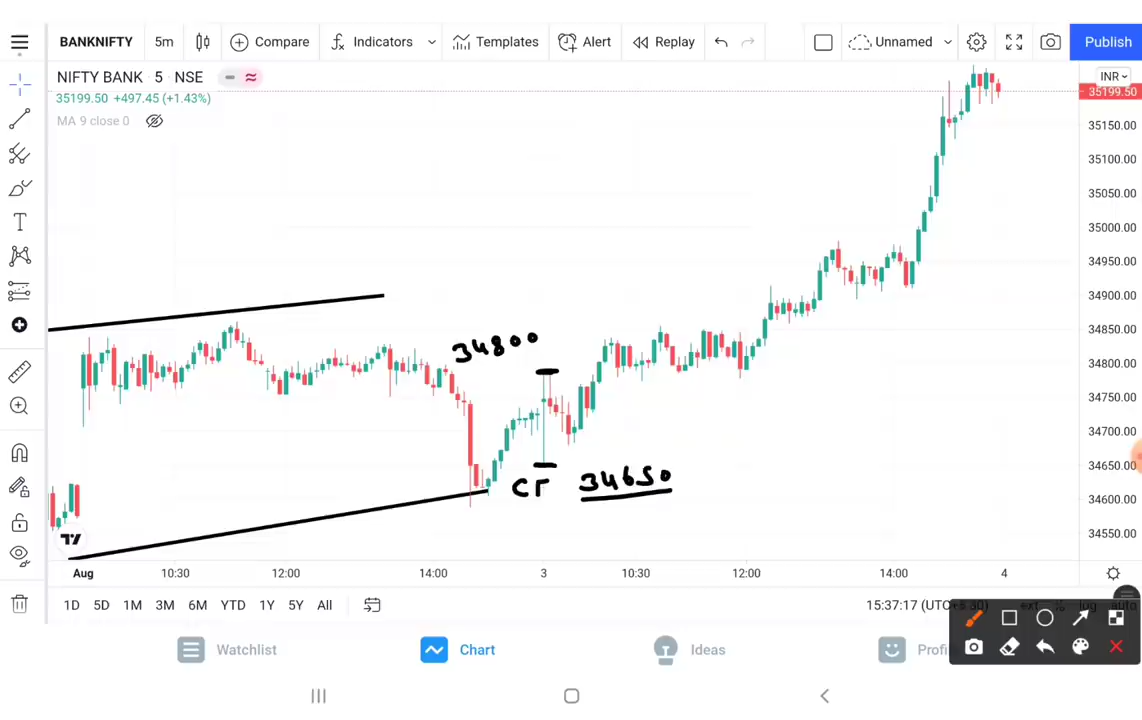 BANKNIFTY 5m Compare Indicators Templates Alert Replay Unnamed Publish
NIFTY BANK 5 NSE
INR
35199.50 +497.45 (+1.43%)
35199.50
MA 9 close 0
35150.00
35100.00
35050.00
35000.00
34950.00
34900.00
34850.00
34800
34800.00
34750.00
34700.00
34650.00
CF 34650
34600.00
34550.00
Aug 10:30 12:00 14:00 3 10:30 12:00 14:00 4
1D 5D 1M 3M 6M YTD 1Y 5Y All
15:37:17 (UTC+5:30) ext % log auto
Watchlist Chart Ideas Profi